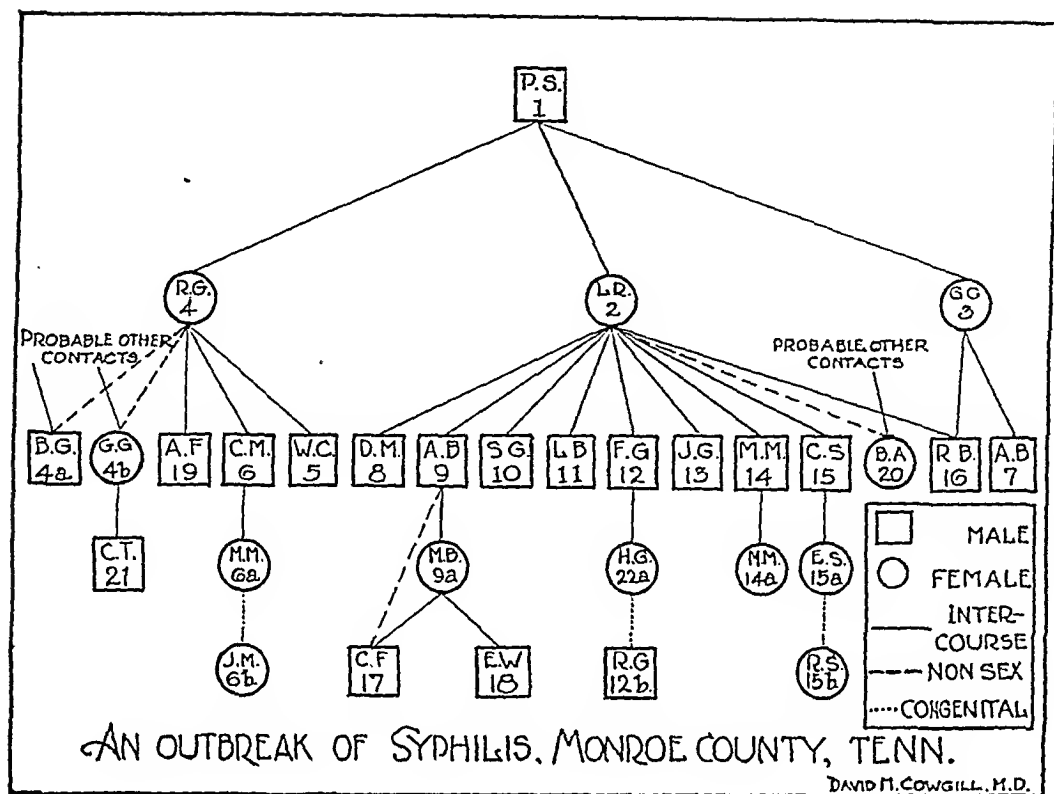 P.S.
1
R.G.
4
L.R.
2
G G
3
PROBABLE OTHER
CONTACTS
PROBABLE OTHER
CONTACTS
B.G.
4a
G.G
4b
A.F
19
C.M.
6
W.C.
5
D.M.
8
A.B
9
S G.
10
L B
11
F.G
12
J.G.
13
M.M.
14
C.S
15
B.A
20
R B.
16
A.B
7
C.T.
21
M.M.
6a
M.B.
9a
H.G.
22a
M.M.
14a
E.S.
15a
J.M.
6b
C.F
17
E.W
18
R.G
12b.
R.S.
15b
MALE
FEMALE
INTER-
COURSE
NON SEX
CONGENITAL
AN OUTBREAK OF SYPHILIS, MONROE COUNTY, TENN.
DAVID M. COWGILL, M.D.